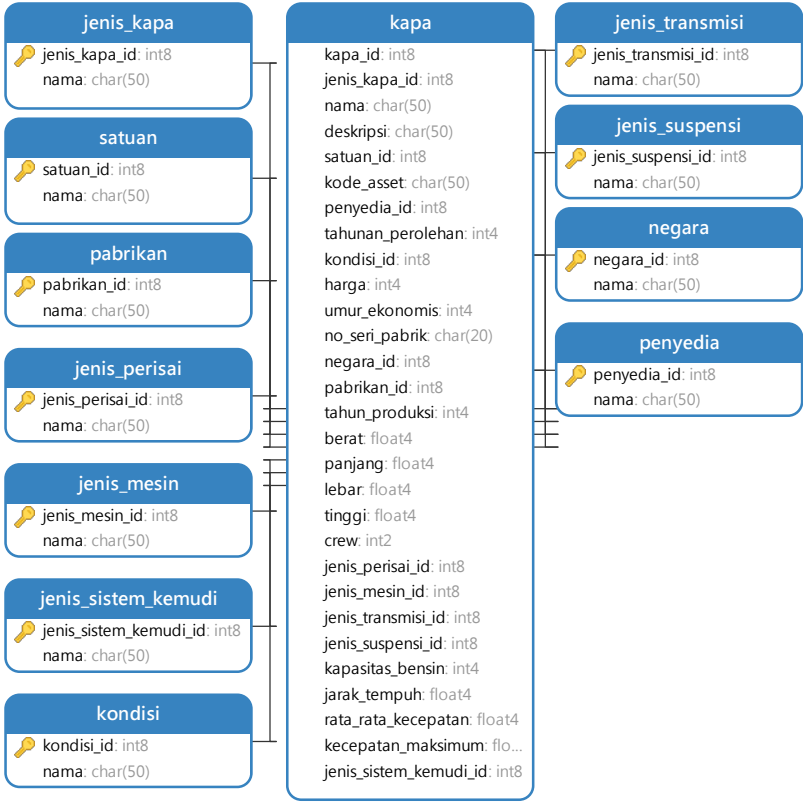 jenis_kapa
jenis_kapa_id: int8
nama: char(50)
satuan
satuan_id: int8
nama: char(50)
pabrikan
pabrikan_id: int8
nama: char(50)
jenis_perisai
jenis_perisai_id: int8
nama: char(50)
jenis_mesin
jenis_mesin_id: int8
nama: char(50)
jenis_sistem_kemudi
jenis_sistem_kemudi_id: int8
nama: char(50)
kondisi
kondisi_id: int8
nama: char(50)
kapa
kapa_id: int8
jenis_kapa_id: int8
nama: char(50)
deskripsi: char(50)
satuan_id: int8
kode_asset: char(50)
penyedia_id: int8
tahunan_perolehan: int4
kondisi_id: int8
harga: int4
umur_ekonomis: int4
no_seri_pabrik: char(20)
negara_id: int8
pabrikan_id: int8
tahun_produksi: int4
berat: float4
panjang: float4
lebar: float4
tinggi: float4
crew: int2
jenis_perisai_id: int8
jenis_mesin_id: int8
jenis_transmisi_id: int8
jenis_suspensi_id: int8
kapasitas_bensin: int4
jarak_tempuh: float4
rata_rata_kecepatan: float4
kecepatan_maksimum: flo...
jenis_sistem_kemudi_id: int8
jenis_transmisi
jenis_transmisi_id: int8
nama: char(50)
jenis_suspensi
jenis_suspensi_id: int8
nama: char(50)
negara
negara_id: int8
nama: char(50)
penyedia
penyedia_id: int8
nama: char(50)